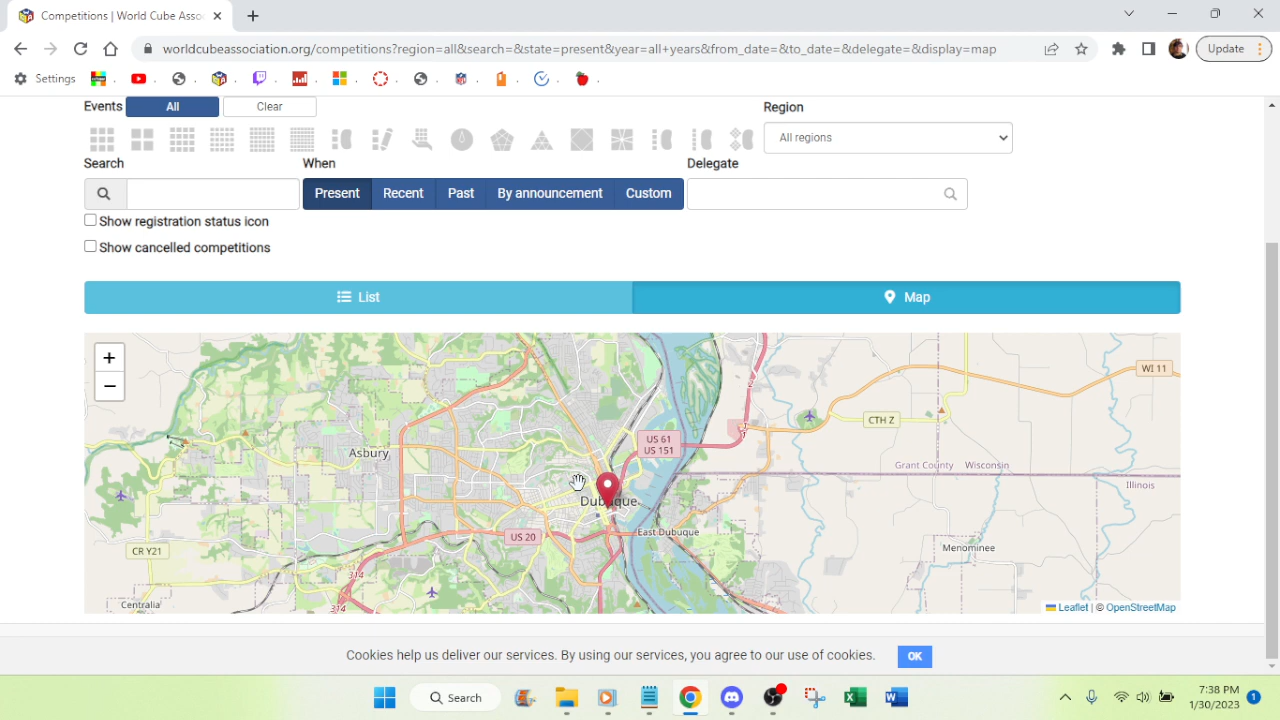 Competitions | World Cube Asso
worldcubeassociation.org/competitions?region=all&search=&state=present&year=all+years&from_date=&to_date=&delegate=&display=map
Update
Settings
Events All Clear Region
All regions
Search When Delegate
Present Recent Past By announcement Custom
Show registration status icon
Show cancelled competitions
List Map
+
−
WI 11
CTH Z
US 61
US 151
Asbury
Grant County Wisconsin
Illinois
Dubuque
US 20
East Dubuque
CR Y21
Menominee
314
Centralia
314
Leaflet | © OpenStreetMap
Cookies help us deliver our services. By using our services, you agree to our use of cookies. OK
Search
7:38 PM
1/30/2023
1